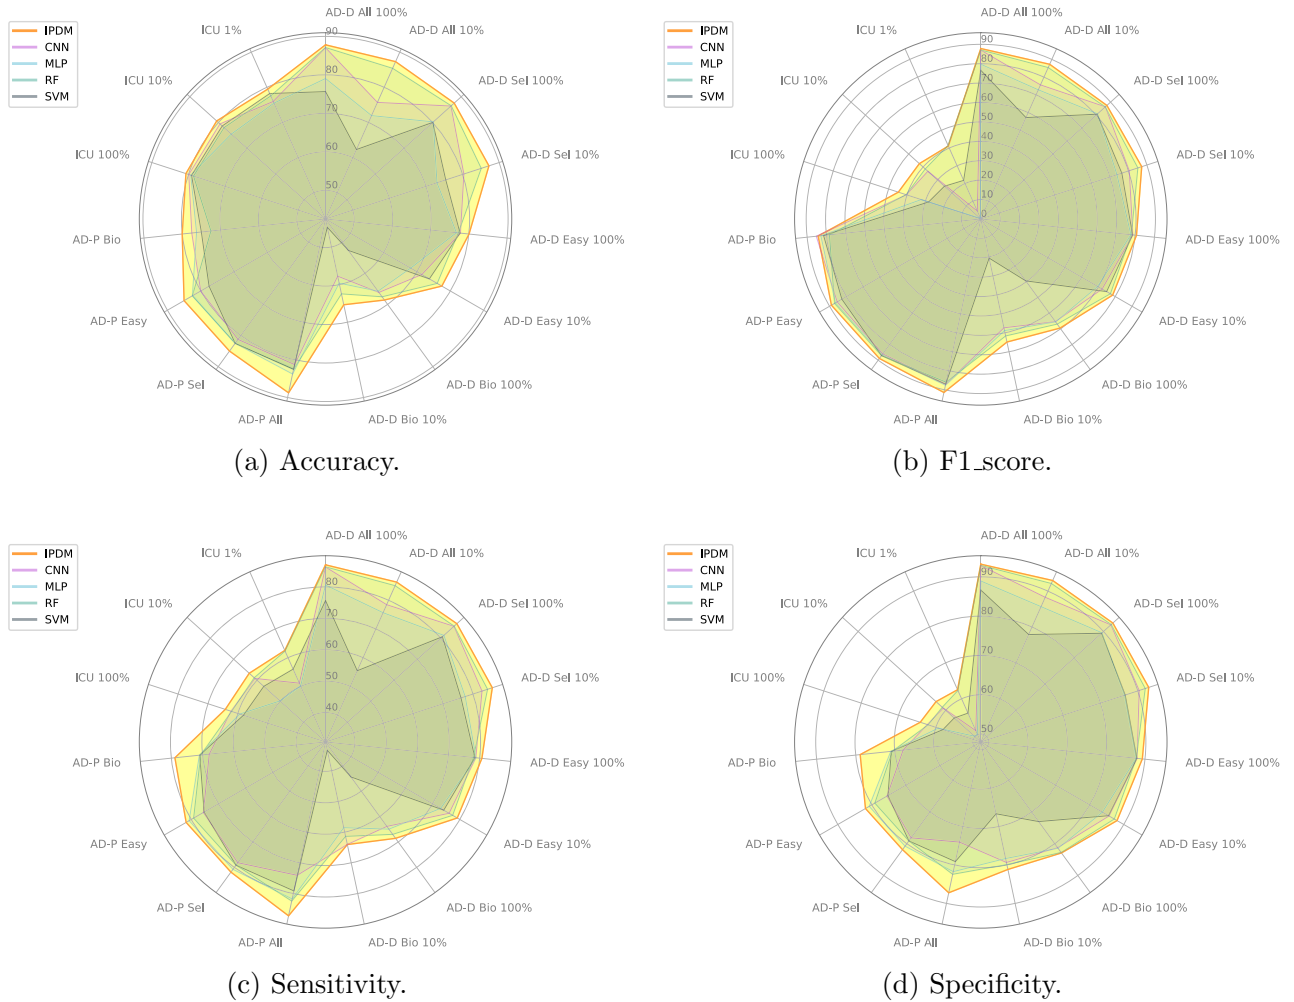 AD-D All 100%
ICU 1%
AD-D All 10%
ICU 10%
AD-D Sel 100%
ICU 100%
AD-D Sel 10%
AD-P Bio
AD-D Easy 100%
AD-P Easy
AD-D Easy 10%
AD-P Sel
AD-D Bio 100%
AD-P All
AD-D Bio 10%
90
80
70
60
50
IPDM
CNN
MLP
RF
SVM
(a) Accuracy.
AD-D All 100%
ICU 1%
AD-D All 10%
ICU 10%
AD-D Sel 100%
ICU 100%
AD-D Sel 10%
AD-P Bio
AD-D Easy 100%
AD-P Easy
AD-D Easy 10%
AD-P Sel
AD-D Bio 100%
AD-P All
AD-D Bio 10%
90
80
70
60
50
40
30
20
10
0
IPDM
CNN
MLP
RF
SVM
(b) F1_score.
AD-D All 100%
ICU 1%
AD-D All 10%
ICU 10%
AD-D Sel 100%
ICU 100%
AD-D Sel 10%
AD-P Bio
AD-D Easy 100%
AD-P Easy
AD-D Easy 10%
AD-P Sel
AD-D Bio 100%
AD-P All
AD-D Bio 10%
80
70
60
50
40
IPDM
CNN
MLP
RF
SVM
(c) Sensitivity.
AD-D All 100%
ICU 1%
AD-D All 10%
ICU 10%
AD-D Sel 100%
ICU 100%
AD-D Sel 10%
AD-P Bio
AD-D Easy 100%
AD-P Easy
AD-D Easy 10%
AD-P Sel
AD-D Bio 100%
AD-P All
AD-D Bio 10%
90
80
70
60
50
IPDM
CNN
MLP
RF
SVM
(d) Specificity.